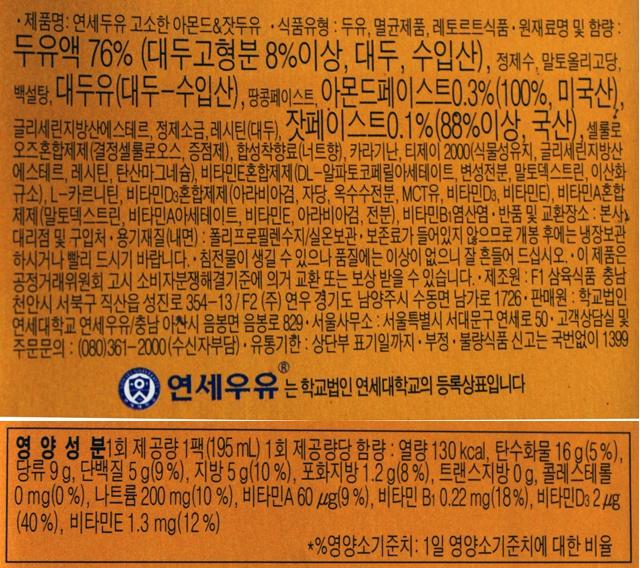 · 제품명: 연세두유 고소한 아몬드&잣두유 · 식품유형 : 두유, 멸균제품, 레토르트식품 · 원재료명 및 함량 :
두유액 76% (대두고형분 8%이상, 대두, 수입산), 정제수, 말토올리고당,
백설탕, 대두유(대두-수입산), 땅콩페이스트, 아몬드페이스트0.3%(100%, 미국산),
글리세린지방산에스테르, 정제소금, 레시틴(대두), 잣페이스트0.1%(88%이상, 국산), 셀룰로
오즈혼합제제(결정셀룰로오스, 증점제), 합성착향료(너트향), 카라기난, 티제이 2000(식물성유지, 글리세린지방산
에스테르, 레시틴, 탄산마그네슘), 비타민E혼합제제(DL-알파토코페릴아세테이트, 변성전분, 말토덱스트린, 이산화
규소), L-카르니틴, 비타민D₃혼합제제(아라비아검, 자당, 옥수수전분, MCT유, 비타민D₃, 비타민E), 비타민A혼합
제제(말토덱스트린, 비타민A아세테이트, 비타민E, 아라비아검, 전분), 비타민B₁염산염 · 반품 및 교환장소 : 본사
대리점 및 구입처 · 용기재질(내면) : 폴리프로필렌수지/실온보관 · 보존료가 들어있지 않으므로 개봉 후에는 냉장보관
하시거나 빨리 드시기 바랍니다. · 침전물이 생길 수 있으나 품질에는 이상이 없으니 잘 흔들어 드십시오. · 이 제품은
공정거래위원회 고시 소비자분쟁해결기준에 의거 교환 또는 보상 받을 수 있습니다. · 제조원 : F1 삼육식품 충남
천안시 서북구 직산읍 성진로 354-13 / F2 (주) 연우 경기도 남양주시 수동면 남가로 1726 · 판매원 : 학교법인
연세대학교 연세우유/충남 아산시 음봉면 음봉로 829 · 서울사무소 : 서울특별시 서대문구 연세로 50 · 고객상담실 및
주문문의 : (080)361-2000(수신자부담) · 유통기한 : 상단부 표기일까지 · 부정 · 불량식품 신고는 국번없이 1399
연세우유® 는 학교법인 연세대학교의 등록상표입니다
영양성분 1회 제공량 1팩 (195 mL) 1회 제공량당 함량 : 열량 130 kcal, 탄수화물 16 g (5 %),
당류 9 g, 단백질 5 g(9 %), 지방 5 g(10 %), 포화지방 1.2 g(8 %), 트랜스지방 0 g, 콜레스테롤
0 mg(0 %), 나트륨 200 mg(10 %), 비타민A 60 ㎍(9 %), 비타민 B₁ 0.22 mg(18 %), 비타민D₃ 2 ㎍
(40 %), 비타민E 1.3 mg(12 %)
*%영양소기준치: 1일 영양소기준치에 대한 비율